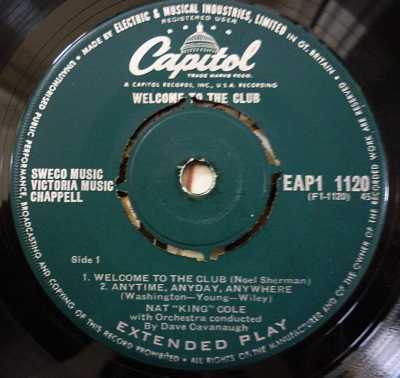 MADE BY ELECTRIC & MUSICAL INDUSTRIES, LIMITED IN GT. BRITAIN
REGISTERED USER
Capitol
TRADE MARK REGD.
A CAPITOL RECORDS, INC., U.S.A. RECORDING
WELCOME TO THE CLUB
SWECO MUSIC
VICTORIA MUSIC
CHAPPELL
EAP1 1120
(F1-1120) 45
Side 1
1. WELCOME TO THE CLUB (Noel Sherman)
2. ANYTIME, ANYDAY, ANYWHERE
(Washington-Young-Wiley)
NAT "KING" COLE
with Orchestra conducted
By Dave Cavanaugh
EXTENDED PLAY
ALL RIGHTS OF THE MANUFACTURER AND OF THE OWNER OF THE RECORDED WORK RESERVED
UNAUTHORISED PUBLIC PERFORMANCE, BROADCASTING AND COPYING OF THIS RECORD PROHIBITED